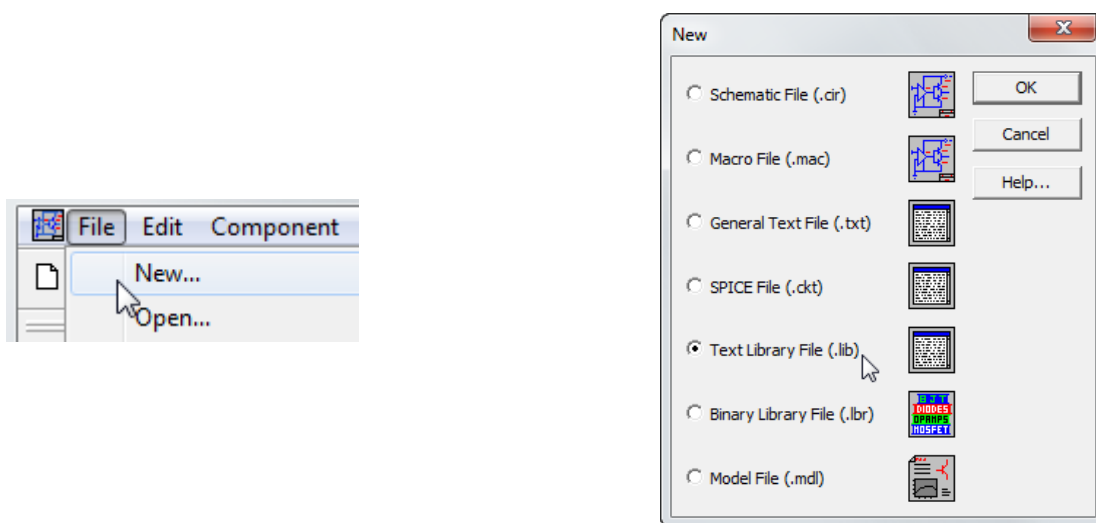 File Edit Component
New...
Open...
New
Schematic File (.cir)
OK
Cancel
Macro File (.mac)
Help...
General Text File (.txt)
SPICE File (.ckt)
Text Library File (.lib)
Binary Library File (.lbr)
BJT
DIODES
OPAMPS
MOSFET
Model File (.mdl)